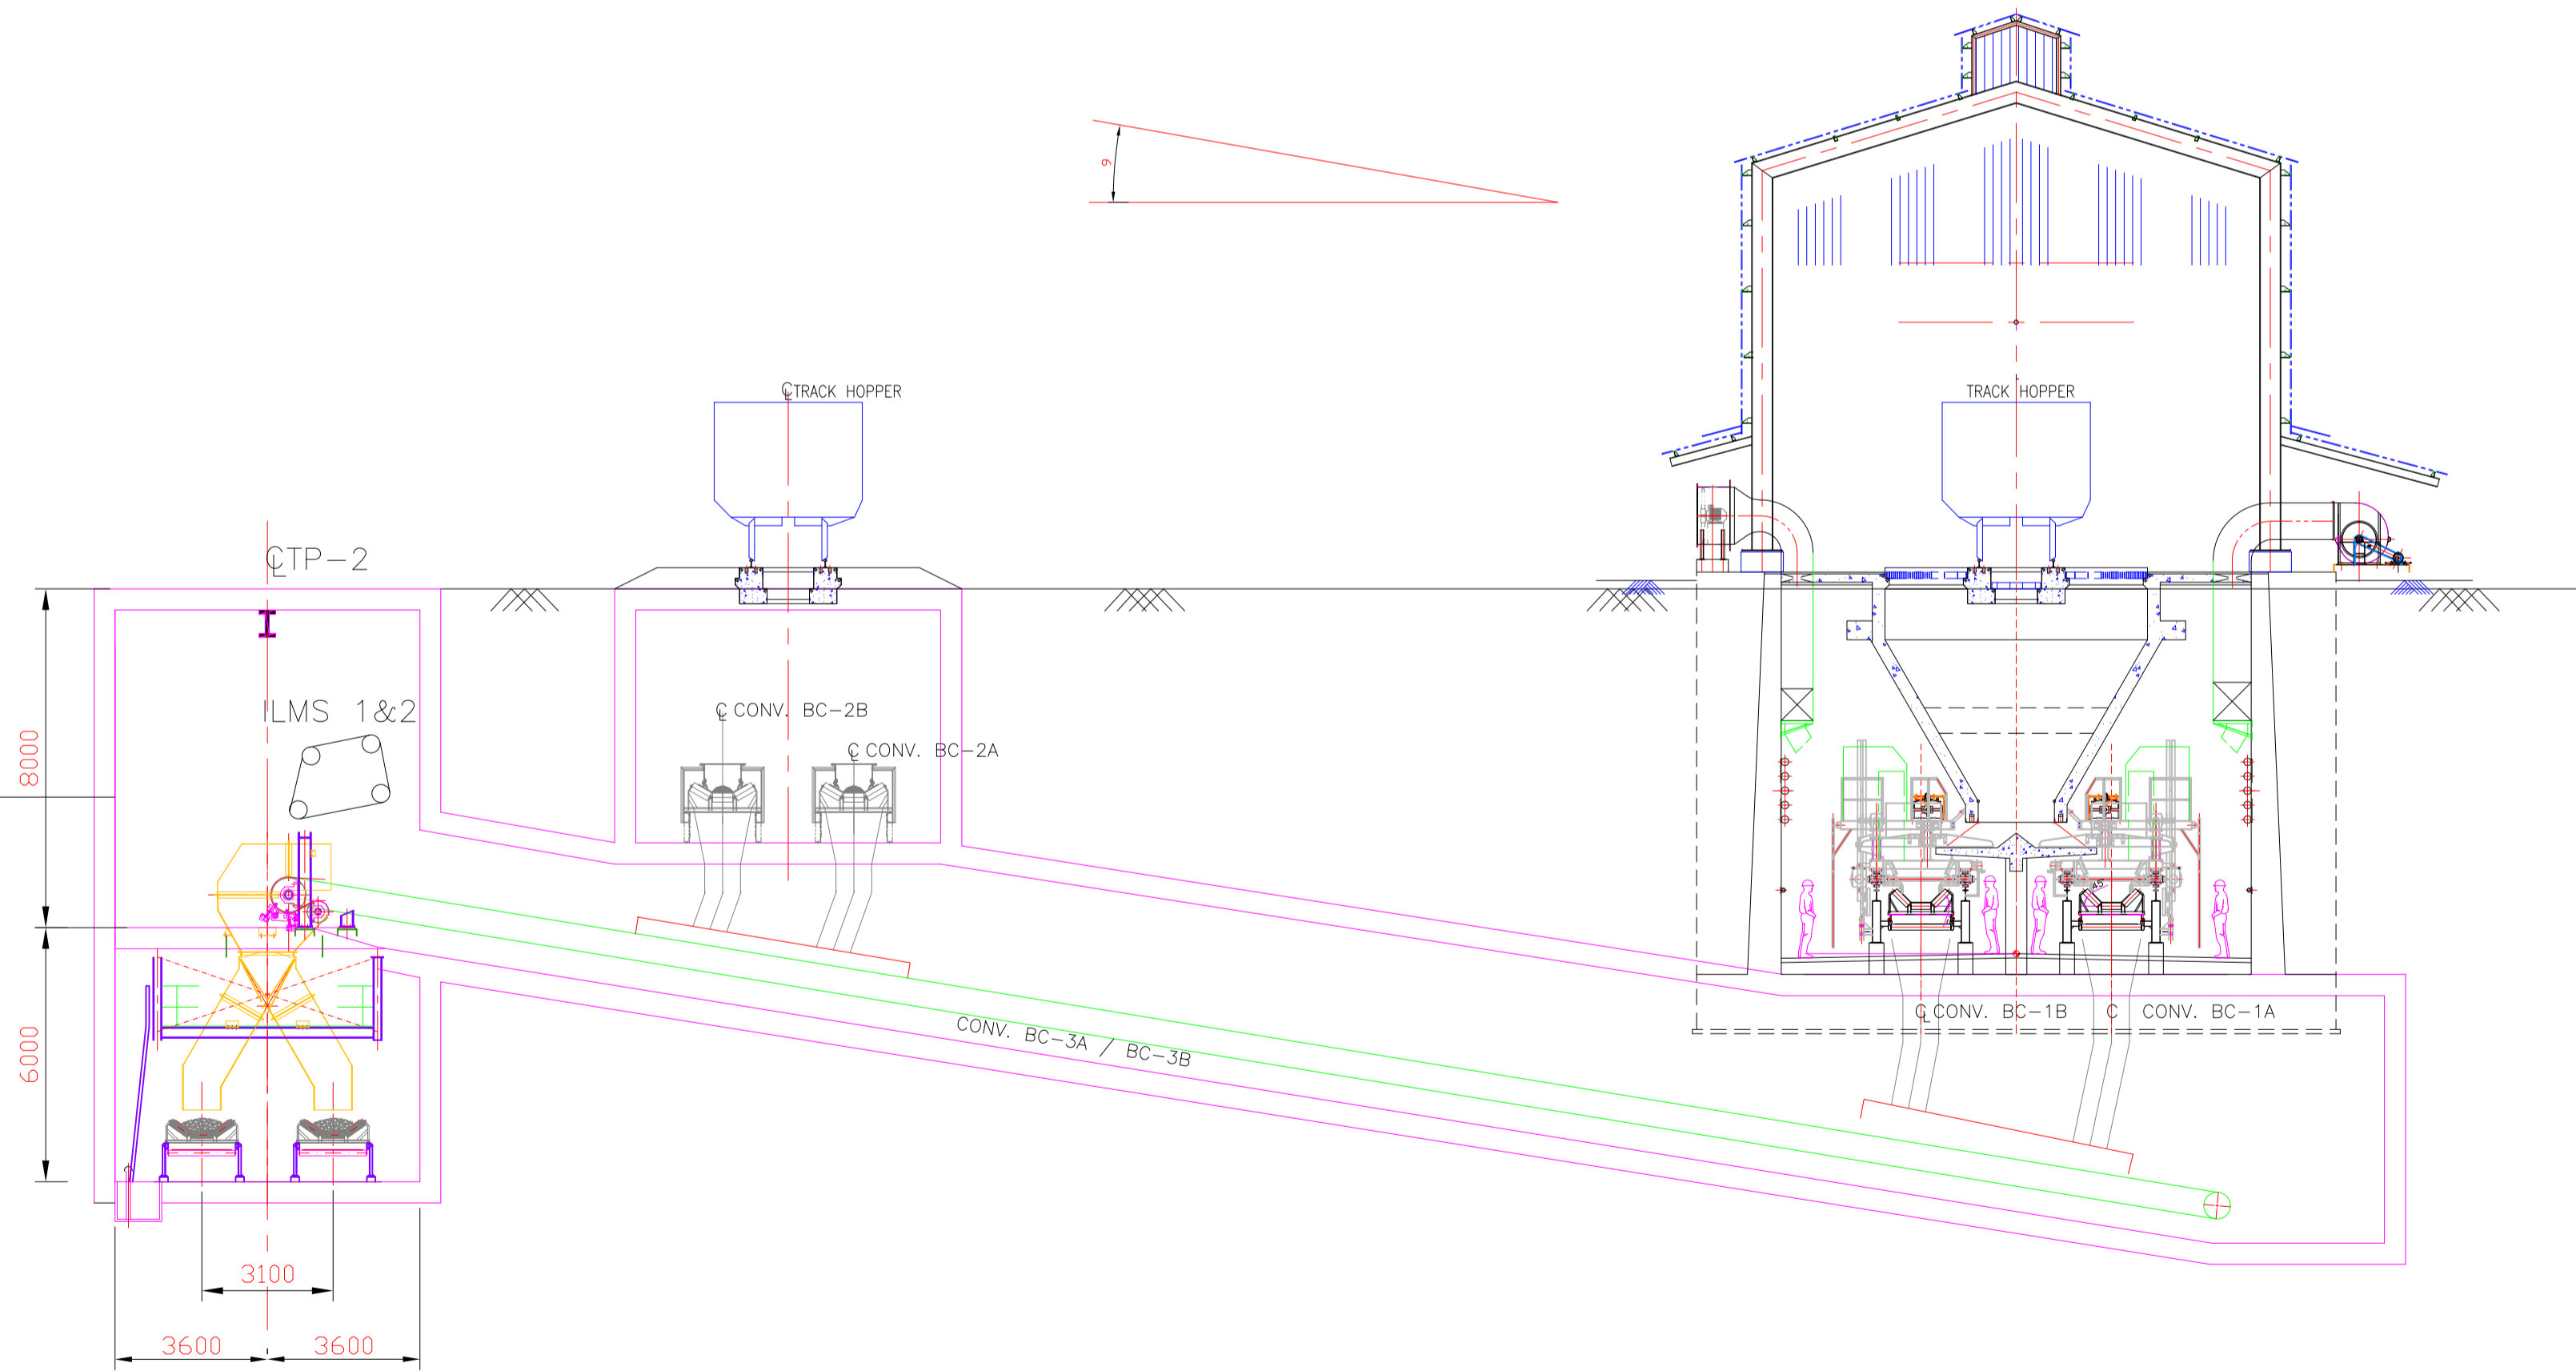 9
℄ TRACK HOPPER
TRACK HOPPER
℄ TP-2
ILMS 1&2
8000
℄ CONV. BC-2B
℄ CONV. BC-2A
45°
6000
℄ CONV. BC-1B
C CONV. BC-1A
CONV. BC-3A / BC-3B
3100
3600
3600